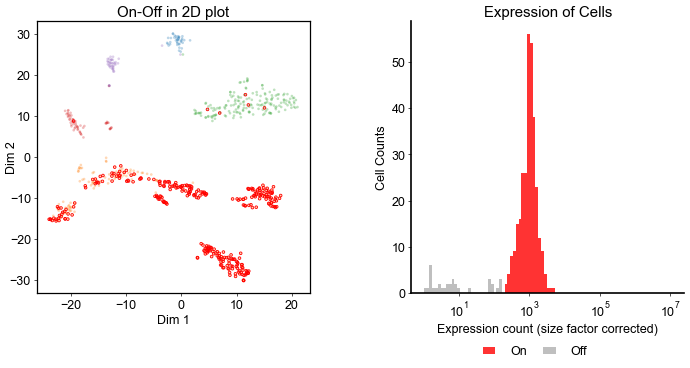 On-Off in 2D plot
Dim 2
30
20
10
0
−10
−20
−30
−20 −10 0 10 20
Dim 1
Expression of Cells
Cell Counts
50
40
30
20
10
0
10^1 10^3 10^5 10^7
Expression count (size factor corrected)
On Off